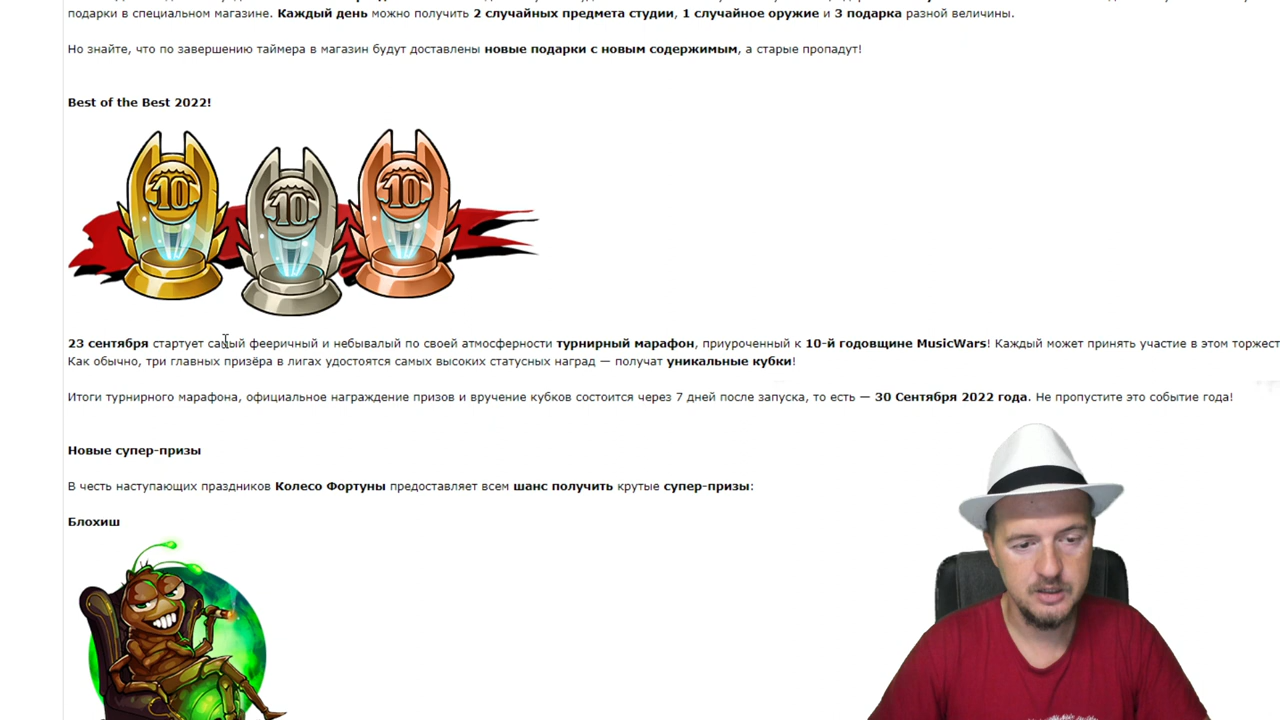 подарки в специальном магазине. Каждый день можно получить 2 случайных предмета студии, 1 случайное оружие и 3 подарка разной величины.
Но знайте, что по завершению таймера в магазин будут доставлены новые подарки с новым содержимым, а старые пропадут!
Best of the Best 2022!
10
10
10
23 сентября стартует самый фееричный и небывалый по своей атмосферности турнирный марафон, приуроченный к 10-й годовщине MusicWars! Каждый может принять участие в этом торжест
Как обычно, три главных призёра в лигах удостоятся самых высоких статусных наград — получат уникальные кубки!
Итоги турнирного марафона, официальное награждение призов и вручение кубков состоится через 7 дней после запуска, то есть — 30 Сентября 2022 года. Не пропустите это событие года!
Новые супер-призы
В честь наступающих праздников Колесо Фортуны предоставляет всем шанс получить крутые супер-призы:
Блохиш